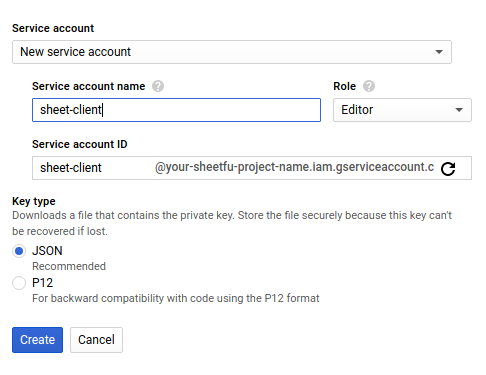 Service account
New service account
Service account name ? Role ?
sheet-client Editor
Service account ID
sheet-client @your-sheetfu-project-name.iam.gserviceaccount.c
Key type
Downloads a file that contains the private key. Store the file securely because this key can't
be recovered if lost.
JSON
Recommended
P12
For backward compatibility with code using the P12 format
Create Cancel